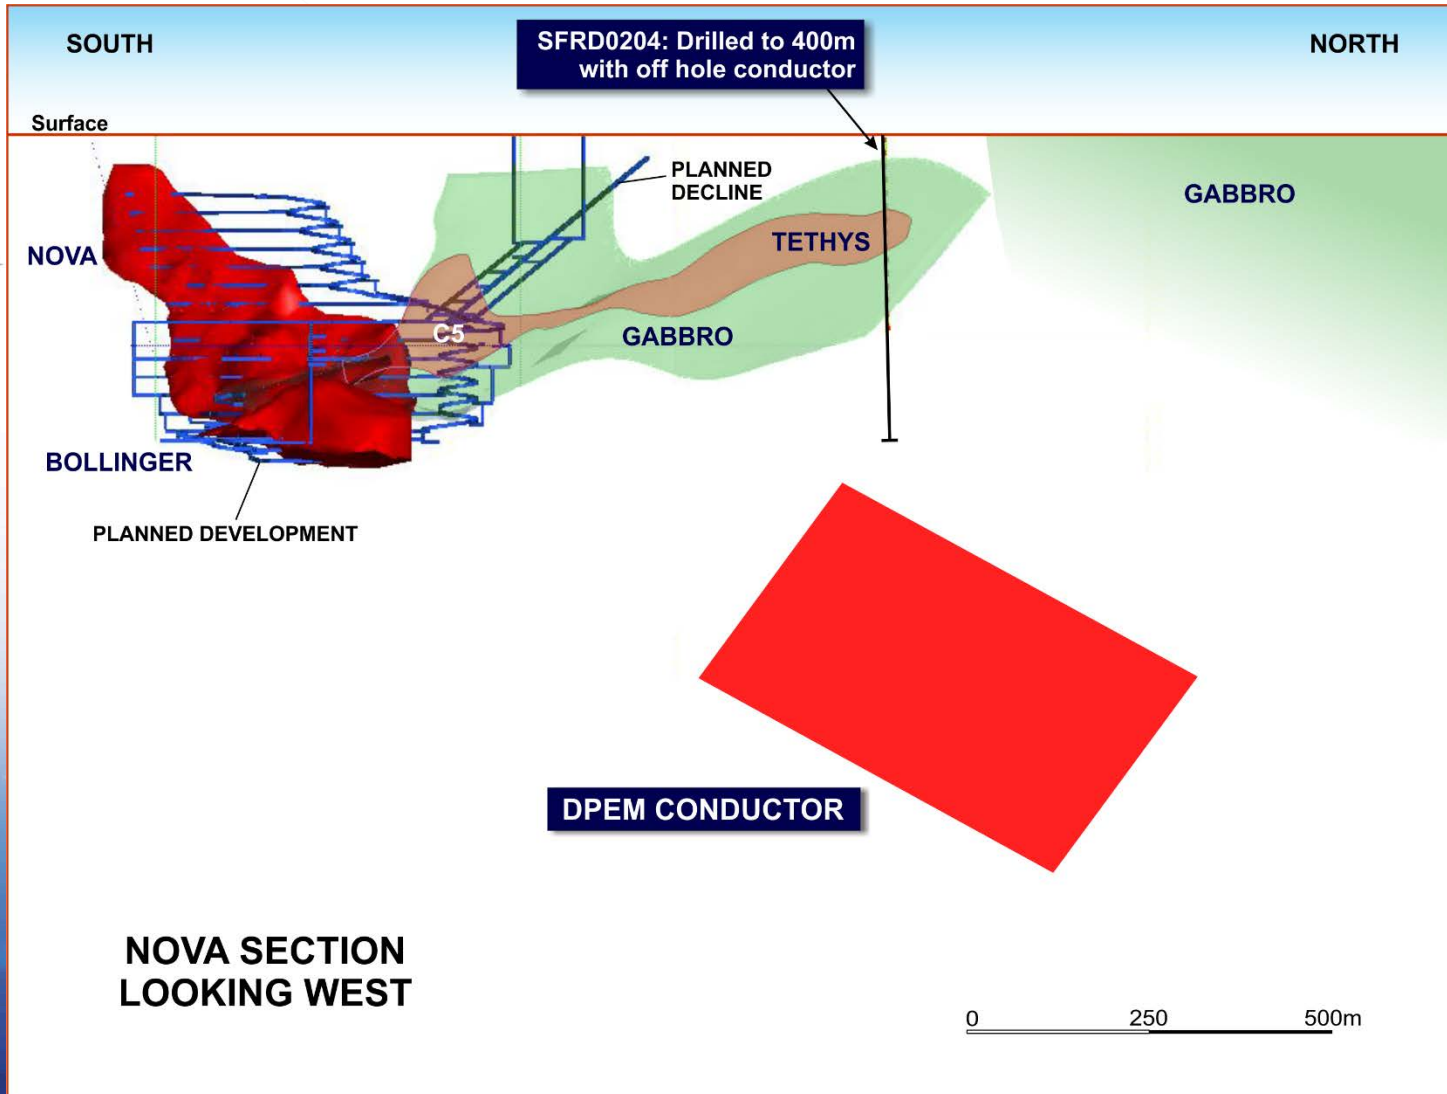 SOUTH
SFRD0204: Drilled to 400m
with off hole conductor
NORTH
Surface
PLANNED
DECLINE
GABBRO
TETHYS
NOVA
C5
GABBRO
BOLLINGER
PLANNED DEVELOPMENT
DPEM CONDUCTOR
NOVA SECTION
LOOKING WEST
0 250 500m